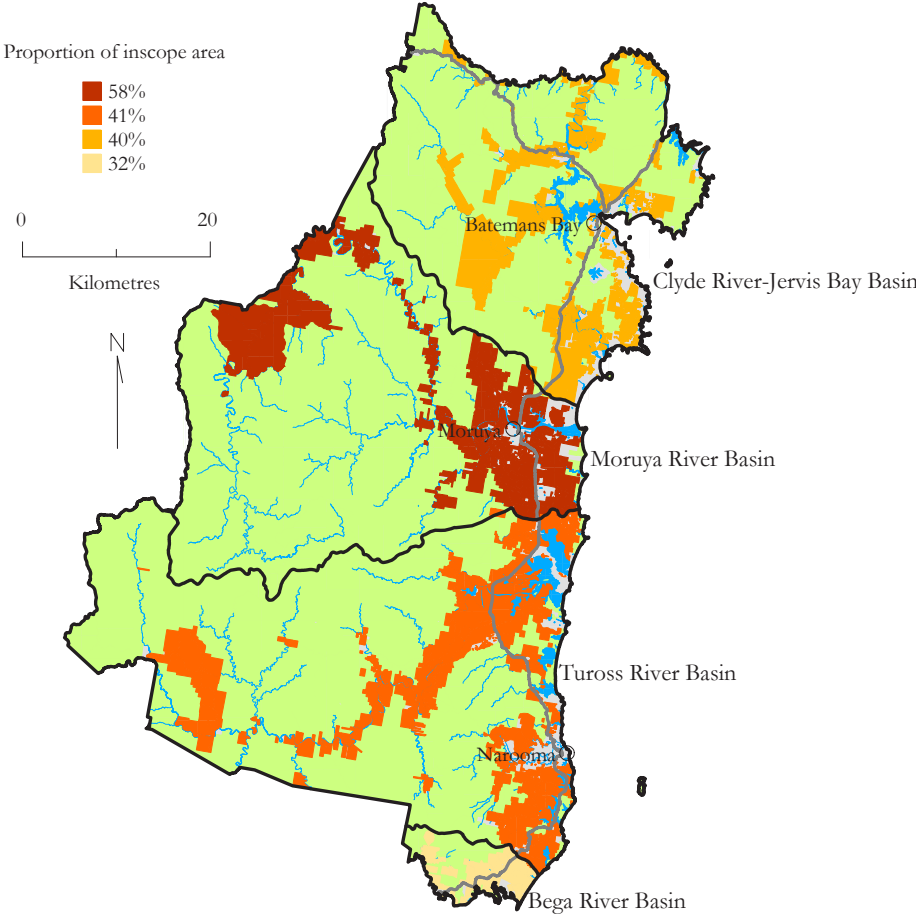 Proportion of inscope area
58%
41%
40%
32%
0 20
Kilometres
N
Batemans Bay
Clyde River-Jervis Bay Basin
Moruya
Moruya River Basin
Tuross River Basin
Narooma
Bega River Basin